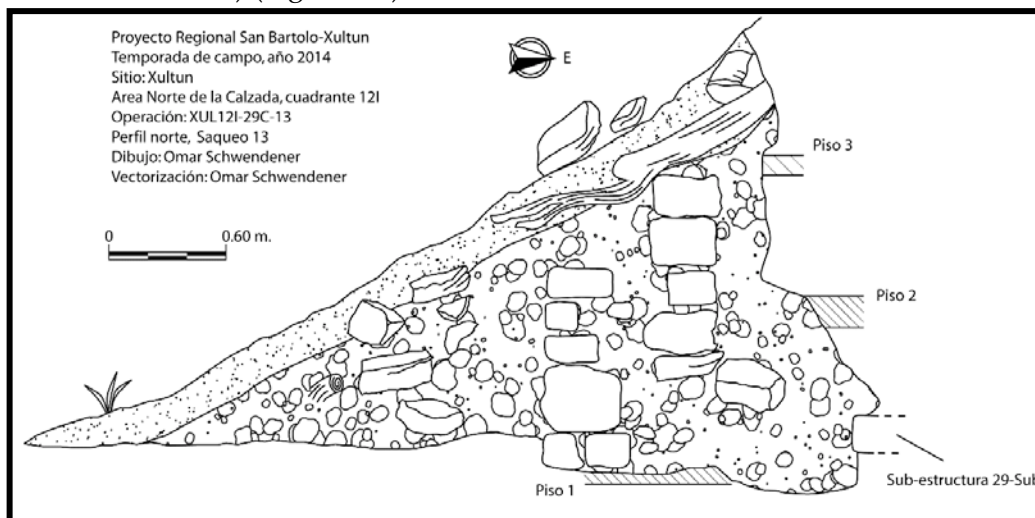 Proyecto Regional San Bartolo-Xultun
Temporada de campo, año 2014
Sitio: Xultun
Area Norte de la Calzada, cuadrante 12I
Operación: XUL12I-29C-13
Perfil norte, Saqueo 13
Dibujo: Omar Schwendener
Vectorización: Omar Schwendener
E
0 0.60 m.
Piso 3
Piso 2
Piso 1
Sub-estructura 29-Sub